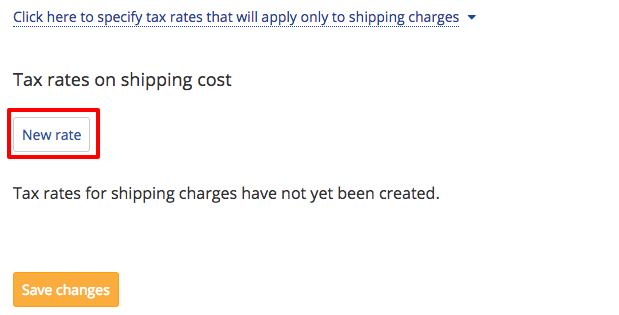 Click here to specify tax rates that will apply only to shipping charges
Tax rates on shipping cost
New rate
Tax rates for shipping charges have not yet been created.
Save changes